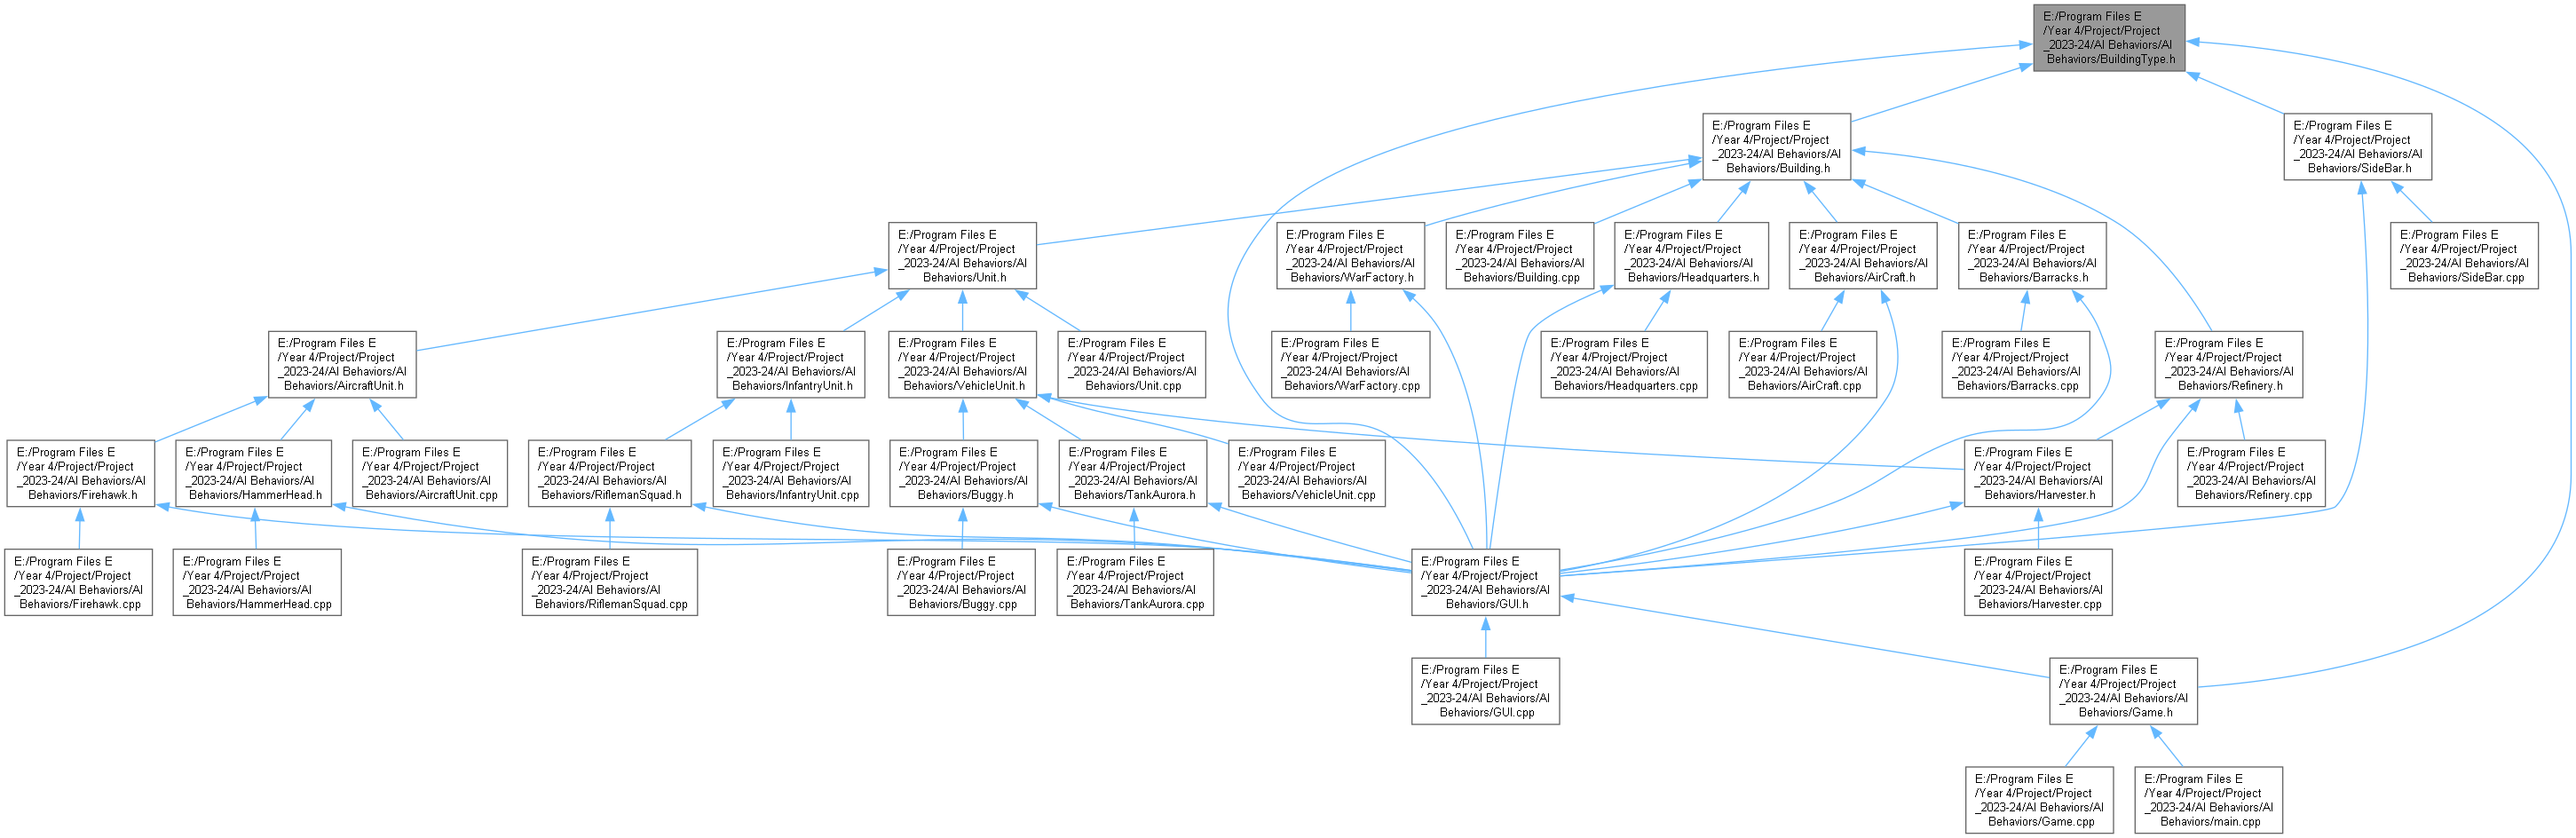 E:/Program Files E
/Year 4/Project/Project
_2023-24/AI Behaviors/AI
Behaviors/BuildingType.h
E:/Program Files E
/Year 4/Project/Project
_2023-24/AI Behaviors/AI
Behaviors/Building.h
E:/Program Files E
/Year 4/Project/Project
_2023-24/AI Behaviors/AI
Behaviors/SideBar.h
E:/Program Files E
/Year 4/Project/Project
_2023-24/AI Behaviors/AI
Behaviors/Unit.h
E:/Program Files E
/Year 4/Project/Project
_2023-24/AI Behaviors/AI
Behaviors/WarFactory.h
E:/Program Files E
/Year 4/Project/Project
_2023-24/AI Behaviors/AI
Behaviors/Building.cpp
E:/Program Files E
/Year 4/Project/Project
_2023-24/AI Behaviors/AI
Behaviors/Headquarters.h
E:/Program Files E
/Year 4/Project/Project
_2023-24/AI Behaviors/AI
Behaviors/AirCraft.h
E:/Program Files E
/Year 4/Project/Project
_2023-24/AI Behaviors/AI
Behaviors/Barracks.h
E:/Program Files E
/Year 4/Project/Project
_2023-24/AI Behaviors/AI
Behaviors/SideBar.cpp
E:/Program Files E
/Year 4/Project/Project
_2023-24/AI Behaviors/AI
Behaviors/AircraftUnit.h
E:/Program Files E
/Year 4/Project/Project
_2023-24/AI Behaviors/AI
Behaviors/InfantryUnit.h
E:/Program Files E
/Year 4/Project/Project
_2023-24/AI Behaviors/AI
Behaviors/VehicleUnit.h
E:/Program Files E
/Year 4/Project/Project
_2023-24/AI Behaviors/AI
Behaviors/Unit.cpp
E:/Program Files E
/Year 4/Project/Project
_2023-24/AI Behaviors/AI
Behaviors/WarFactory.cpp
E:/Program Files E
/Year 4/Project/Project
_2023-24/AI Behaviors/AI
Behaviors/Headquarters.cpp
E:/Program Files E
/Year 4/Project/Project
_2023-24/AI Behaviors/AI
Behaviors/AirCraft.cpp
E:/Program Files E
/Year 4/Project/Project
_2023-24/AI Behaviors/AI
Behaviors/Barracks.cpp
E:/Program Files E
/Year 4/Project/Project
_2023-24/AI Behaviors/AI
Behaviors/Refinery.h
E:/Program Files E
/Year 4/Project/Project
_2023-24/AI Behaviors/AI
Behaviors/Firehawk.h
E:/Program Files E
/Year 4/Project/Project
_2023-24/AI Behaviors/AI
Behaviors/HammerHead.h
E:/Program Files E
/Year 4/Project/Project
_2023-24/AI Behaviors/AI
Behaviors/AircraftUnit.cpp
E:/Program Files E
/Year 4/Project/Project
_2023-24/AI Behaviors/AI
Behaviors/RiflemanSquad.h
E:/Program Files E
/Year 4/Project/Project
_2023-24/AI Behaviors/AI
Behaviors/InfantryUnit.cpp
E:/Program Files E
/Year 4/Project/Project
_2023-24/AI Behaviors/AI
Behaviors/Buggy.h
E:/Program Files E
/Year 4/Project/Project
_2023-24/AI Behaviors/AI
Behaviors/TankAurora.h
E:/Program Files E
/Year 4/Project/Project
_2023-24/AI Behaviors/AI
Behaviors/VehicleUnit.cpp
E:/Program Files E
/Year 4/Project/Project
_2023-24/AI Behaviors/AI
Behaviors/Harvester.h
E:/Program Files E
/Year 4/Project/Project
_2023-24/AI Behaviors/AI
Behaviors/Refinery.cpp
E:/Program Files E
/Year 4/Project/Project
_2023-24/AI Behaviors/AI
Behaviors/Firehawk.cpp
E:/Program Files E
/Year 4/Project/Project
_2023-24/AI Behaviors/AI
Behaviors/HammerHead.cpp
E:/Program Files E
/Year 4/Project/Project
_2023-24/AI Behaviors/AI
Behaviors/RiflemanSquad.cpp
E:/Program Files E
/Year 4/Project/Project
_2023-24/AI Behaviors/AI
Behaviors/Buggy.cpp
E:/Program Files E
/Year 4/Project/Project
_2023-24/AI Behaviors/AI
Behaviors/TankAurora.cpp
E:/Program Files E
/Year 4/Project/Project
_2023-24/AI Behaviors/AI
Behaviors/GUI.h
E:/Program Files E
/Year 4/Project/Project
_2023-24/AI Behaviors/AI
Behaviors/Harvester.cpp
E:/Program Files E
/Year 4/Project/Project
_2023-24/AI Behaviors/AI
Behaviors/GUI.cpp
E:/Program Files E
/Year 4/Project/Project
_2023-24/AI Behaviors/AI
Behaviors/Game.h
E:/Program Files E
/Year 4/Project/Project
_2023-24/AI Behaviors/AI
Behaviors/Game.cpp
E:/Program Files E
/Year 4/Project/Project
_2023-24/AI Behaviors/AI
Behaviors/main.cpp